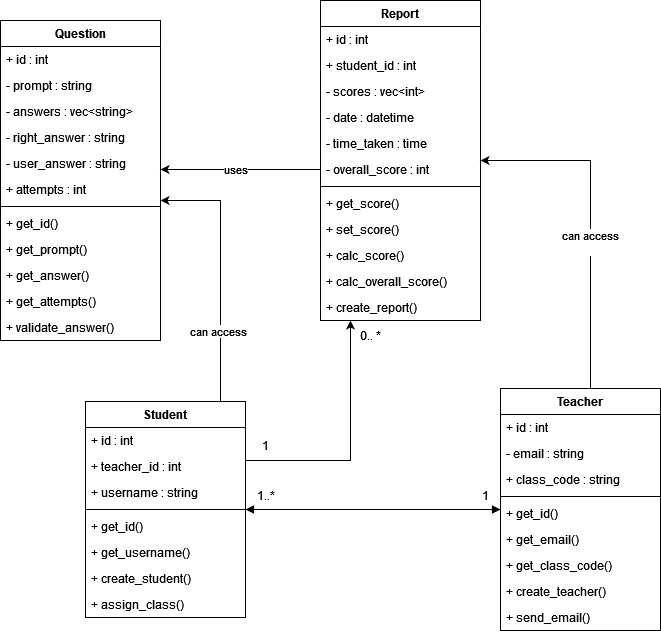 Question
+ id : int
- prompt : string
- answers : vec<string>
- right_answer : string
- user_answer : string
+ attempts : int
+ get_id()
+ get_prompt()
+ get_answer()
+ get_attempts()
+ validate_answer()
Report
+ id : int
+ student_id : int
- scores : vec<int>
- date : datetime
- time_taken : time
- overall_score : int
+ get_score()
+ set_score()
+ calc_score()
+ calc_overall_score()
+ create_report()
uses
can access
can access
0.. *
1
1..*
1
Student
+ id : int
+ teacher_id : int
+ username : string
+ get_id()
+ get_username()
+ create_student()
+ assign_class()
Teacher
+ id : int
- email : string
+ class_code : string
+ get_id()
+ get_email()
+ get_class_code()
+ create_teacher()
+ send_email()